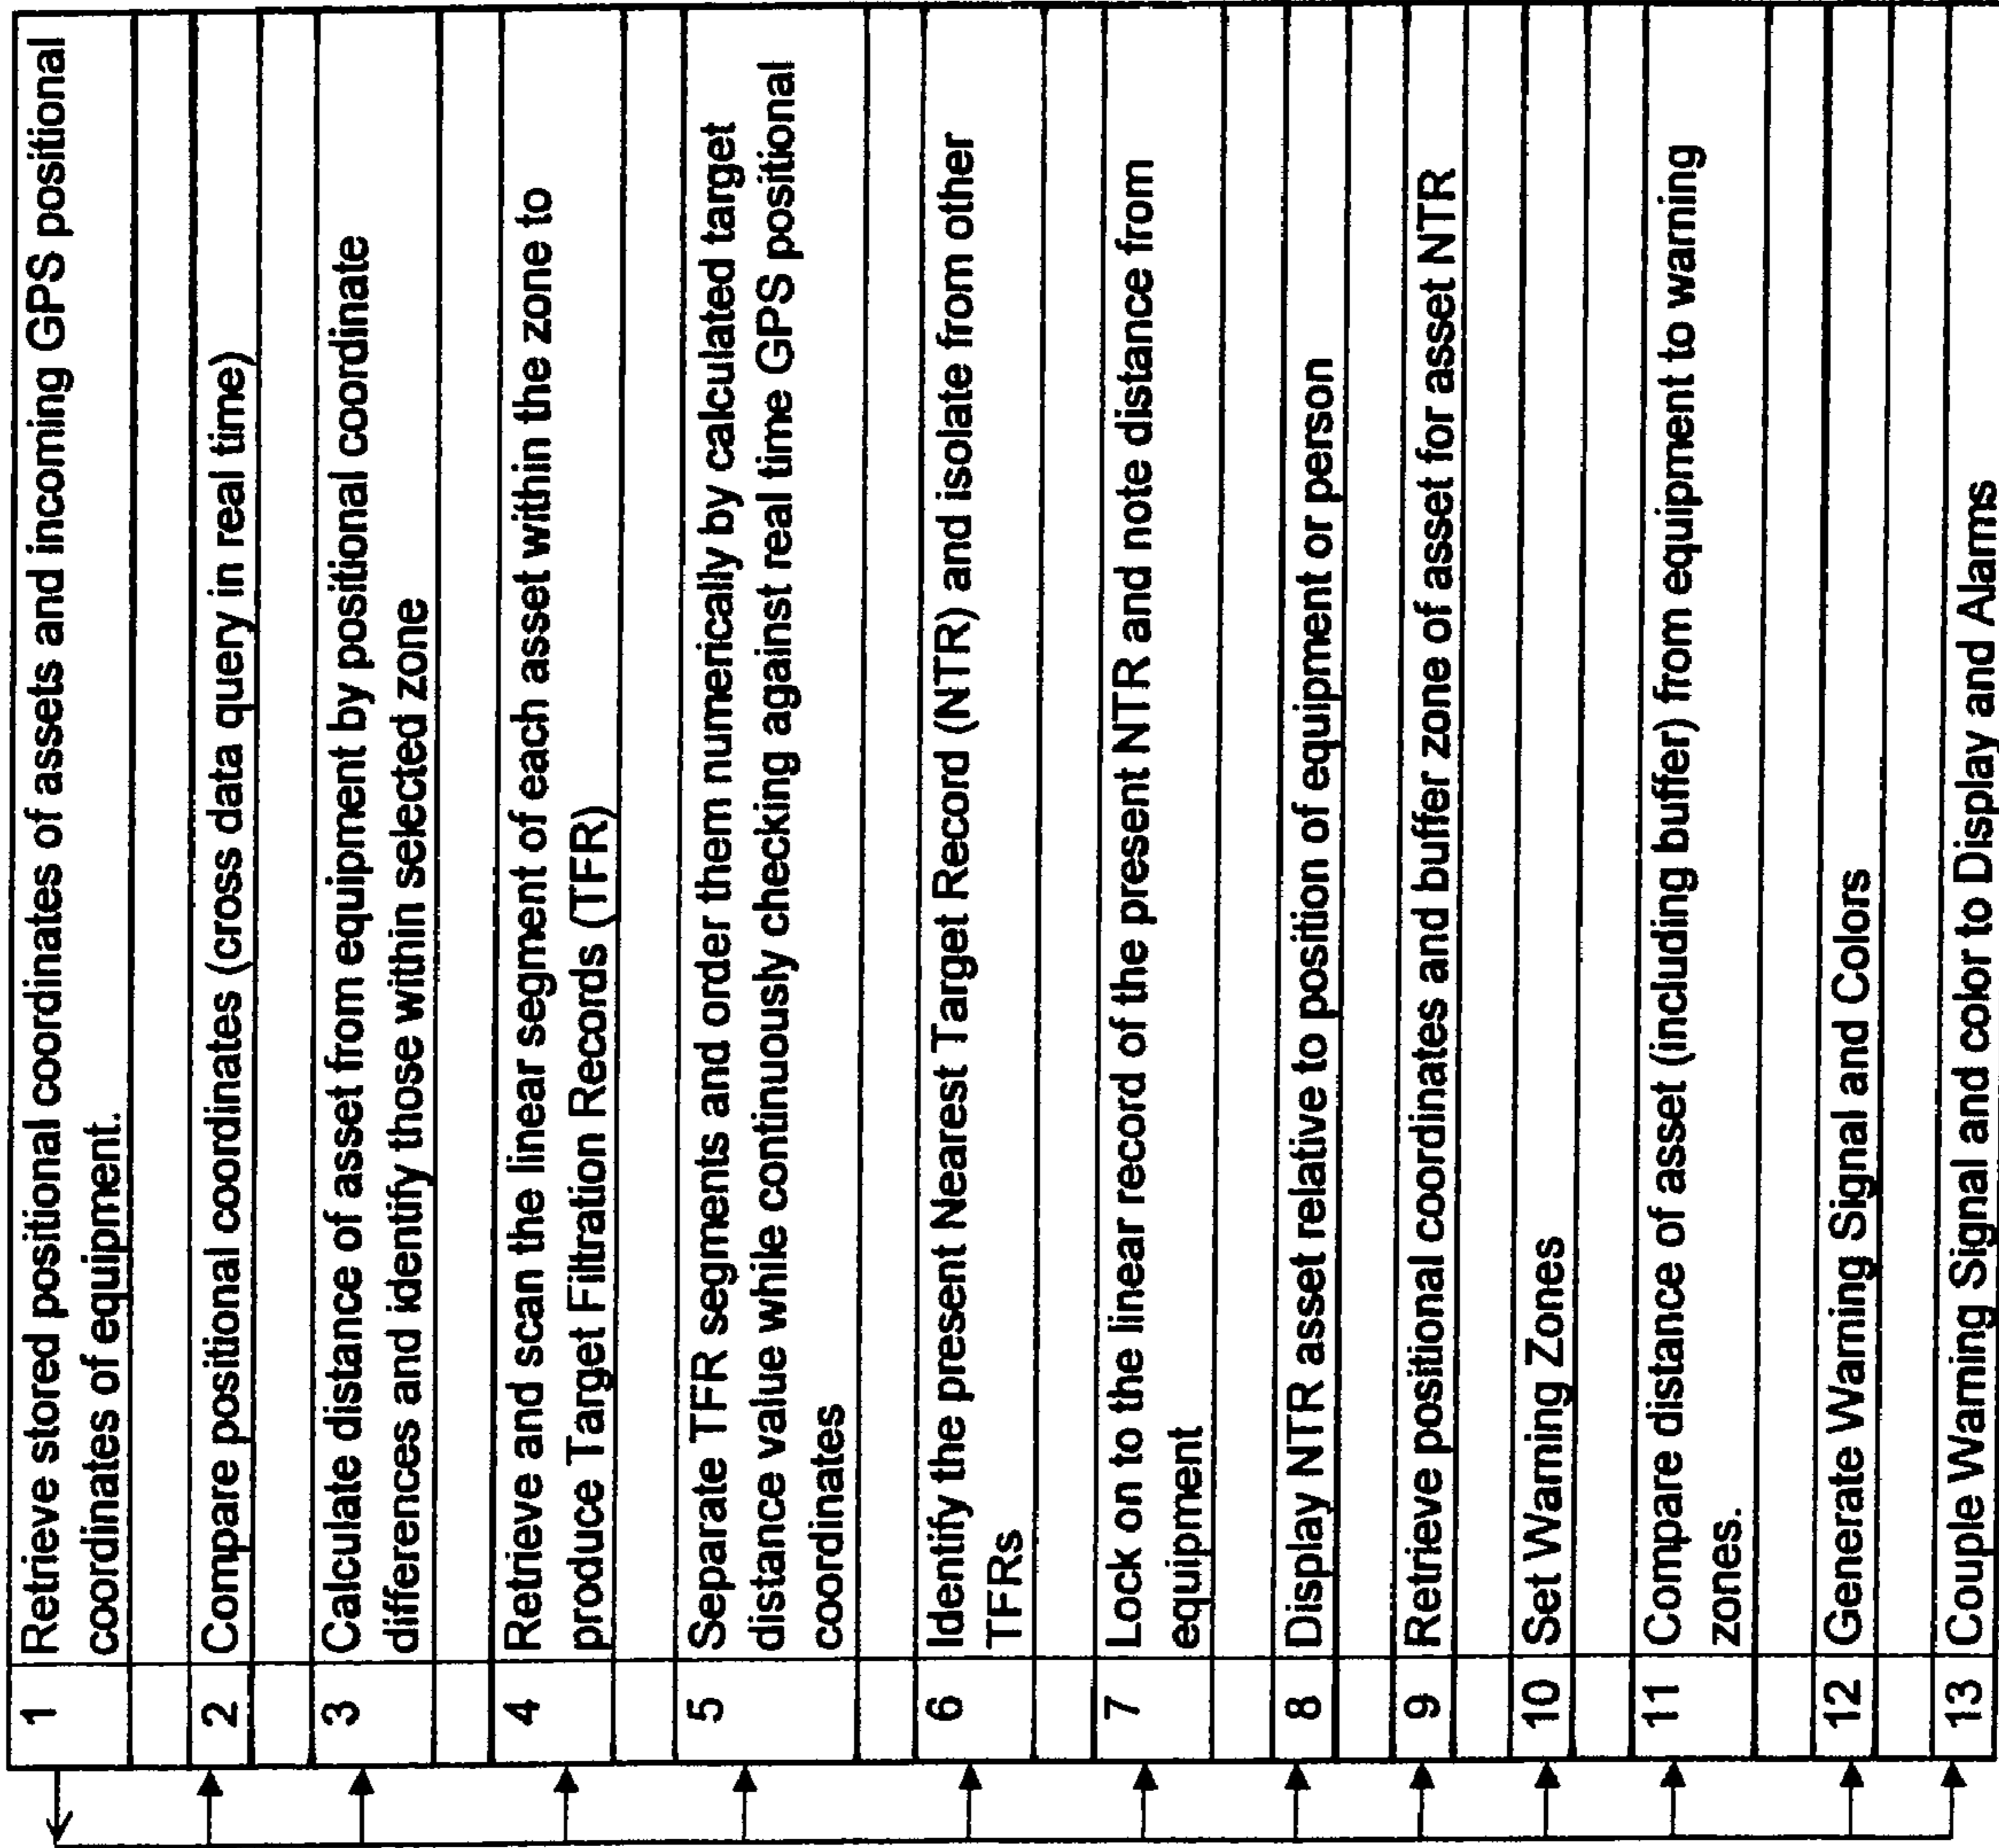 1 Retrieve stored positional coordinates of assets and incoming GPS positional
coordinates of equipment.
2 Compare positional coordinates (cross data query in real time)
3 Calculate distance of asset from equipment by positional coordinate
differences and identify those within selected zone
4 Retrieve and scan the linear segment of each asset within the zone to
produce Target Filtration Records (TFR)
5 Separate TFR segments and order them numerically by calculated target
distance value while continuously checking against real time GPS positional
coordinates
6 Identify the present Nearest Target Record (NTR) and isolate from other
TFRs
7 Lock on to the linear record of the present NTR and note distance from
equipment
8 Display NTR asset relative to position of equipment or person
9 Retrieve positional coordinates and buffer zone of asset for asset NTR
10 Set Warning Zones
11 Compare distance of asset (including buffer) from equipment to warning
zones.
12 Generate Warning Signal and Colors
13 Couple Warning Signal and color to Display and Alarms